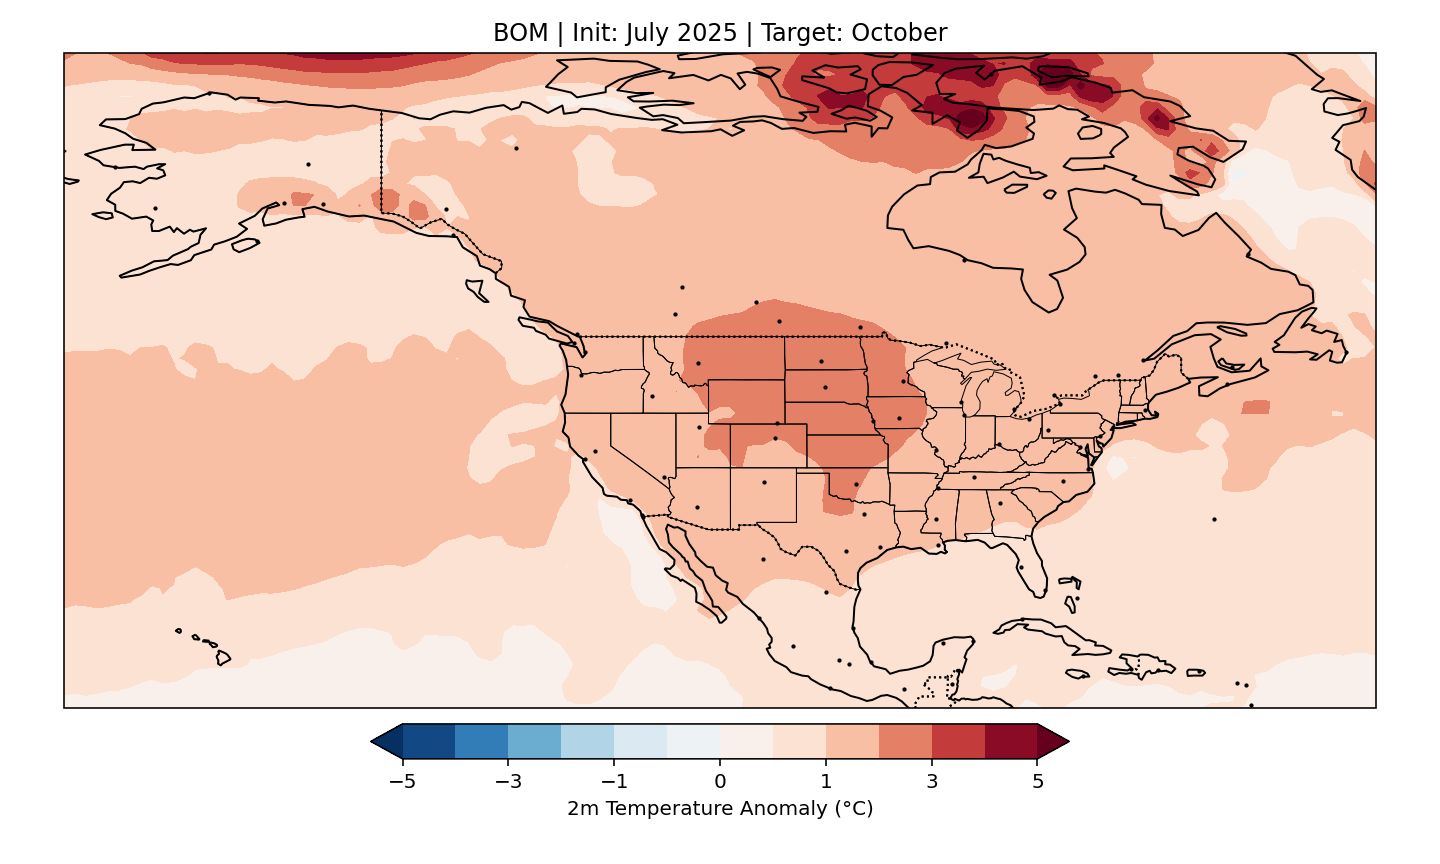 BOM | Init: July 2025 | Target: October
−5 −3 −1 0 1 3 5
2m Temperature Anomaly (°C)